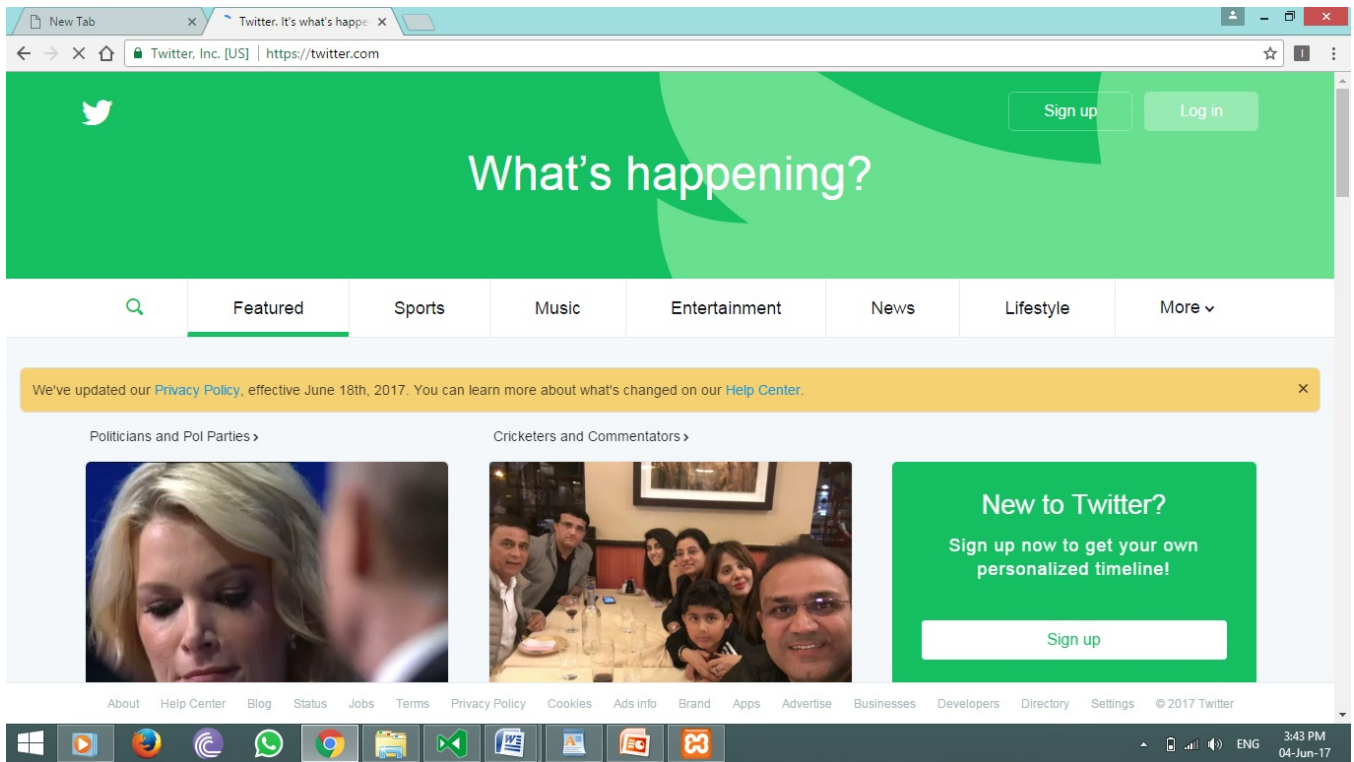 New Tab
Twitter. It's what's happe
Twitter, Inc. [US] | https://twitter.com
Sign up
Log in
What's happening?
Featured
Sports
Music
Entertainment
News
Lifestyle
More
We've updated our Privacy Policy, effective June 18th, 2017. You can learn more about what's changed on our Help Center.
Politicians and Pol Parties
Cricketers and Commentators
New to Twitter?
Sign up now to get your own
personalized timeline!
Sign up
About Help Center Blog Status Jobs Terms Privacy Policy Cookies Ads info Brand Apps Advertise Businesses Developers Directory Settings © 2017 Twitter
ENG
3:43 PM
04-Jun-17